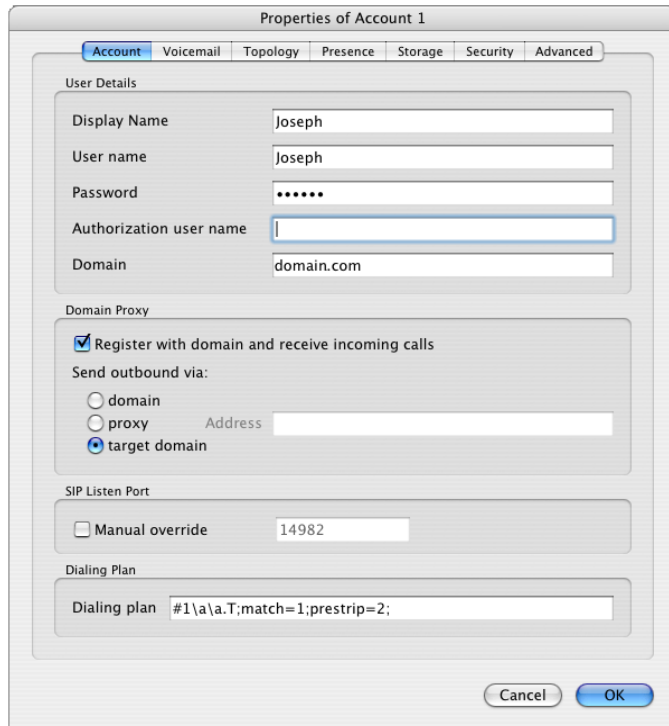 Properties of Account 1
Account Voicemail Topology Presence Storage Security Advanced
User Details
Display Name Joseph
User name Joseph
Password ••••••
Authorization user name
Domain domain.com
Domain Proxy
Register with domain and receive incoming calls
Send outbound via:
domain
proxy Address
target domain
SIP Listen Port
Manual override 14982
Dialing Plan
Dialing plan #1\a\a.T;match=1;prestrip=2;
Cancel OK